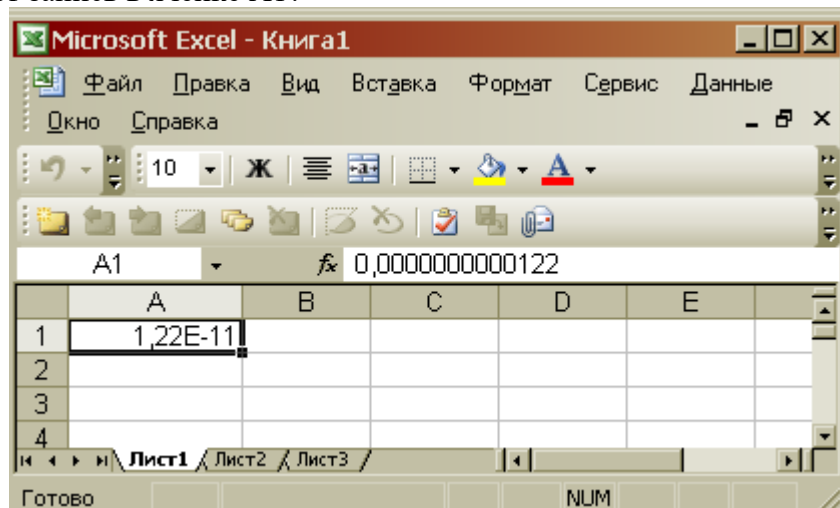 Microsoft Excel - Книга1
Файл Правка Вид Вставка Формат Сервис Данные
Окно Справка
10 Ж А
A1 fx 0,0000000000122
A B C D E
1 1,22E-11
2
3
4
Лист1 Лист2 Лист3
Готово NUM